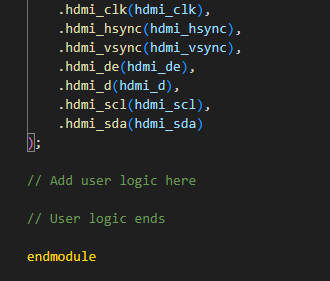 .hdmi_clk(hdmi_clk),
.hdmi_hsync(hdmi_hsync),
.hdmi_vsync(hdmi_vsync),
.hdmi_de(hdmi_de),
.hdmi_d(hdmi_d),
.hdmi_scl(hdmi_scl),
.hdmi_sda(hdmi_sda)
);
// Add user logic here
// User logic ends
endmodule